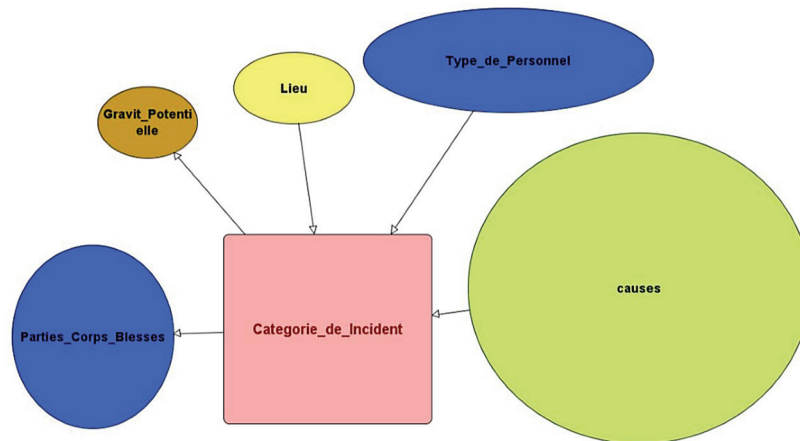 Type_de_Personnel
Lieu
Gravit_Potenti
elle
causes
Categorie_de_Incident
Parties_Corps_Blesses